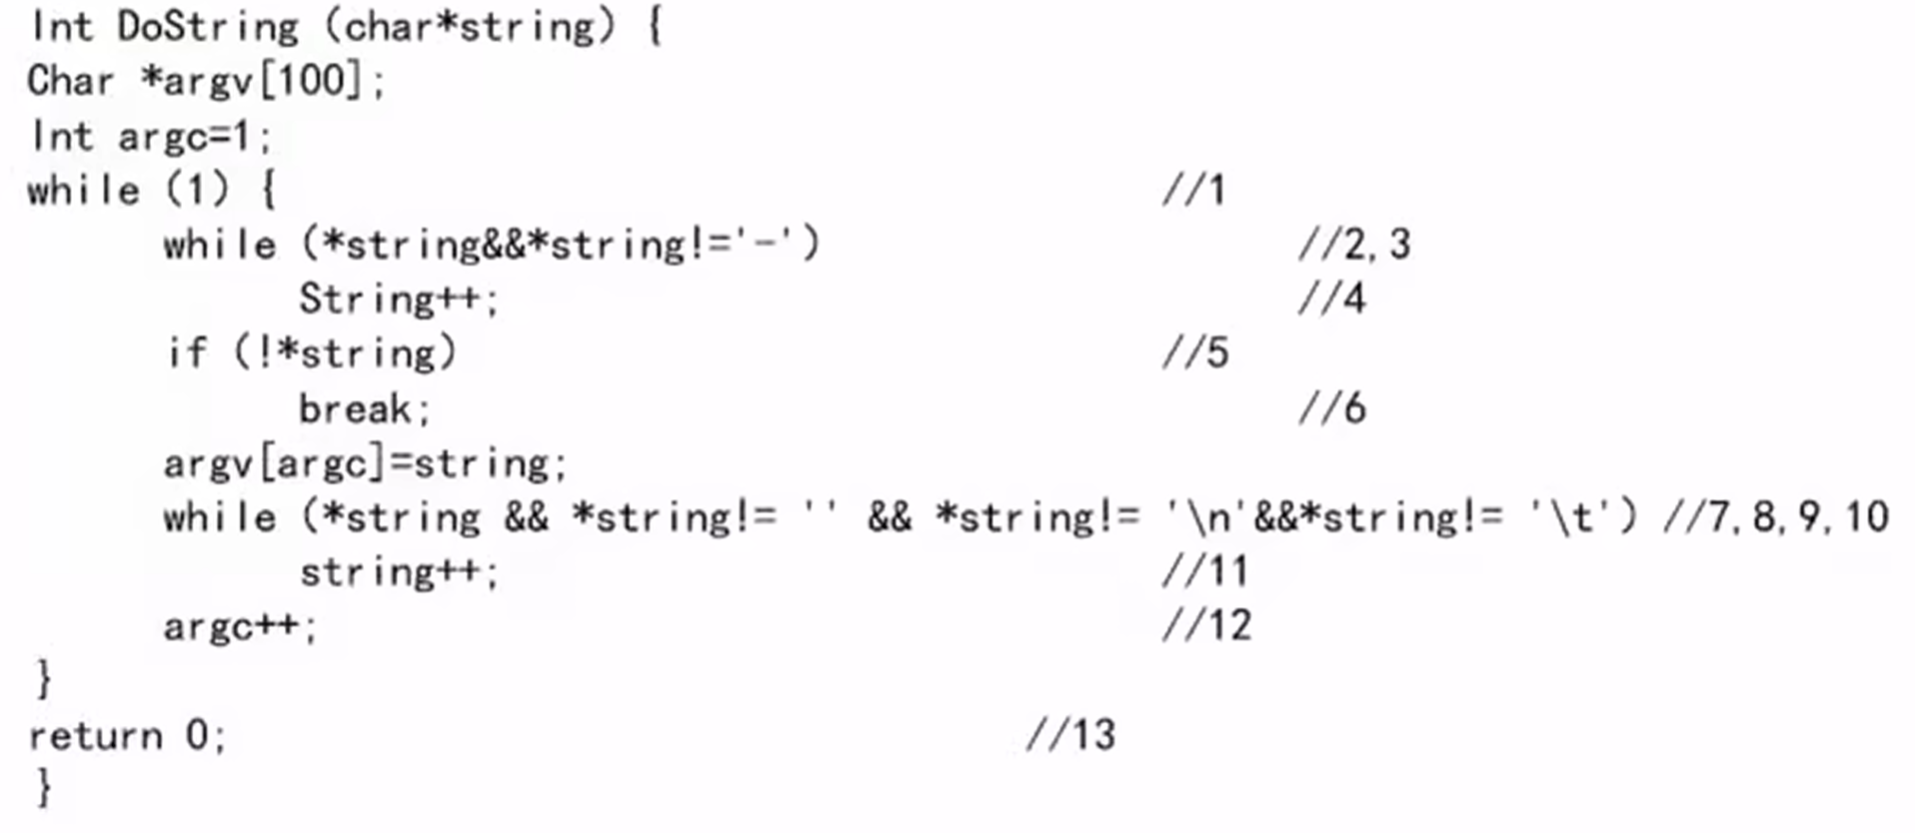 Int DoString (char*string) {
Char *argv[100];
Int argc=1;
while (1) { //1
while (*string&&*string!='-') //2,3
String++; //4
if (!*string) //5
break; //6
argv[argc]=string;
while (*string && *string!= '' && *string!= '\n'&&*string!= '\t') //7,8,9,10
string++; //11
argc++; //12
}
return 0; //13
}